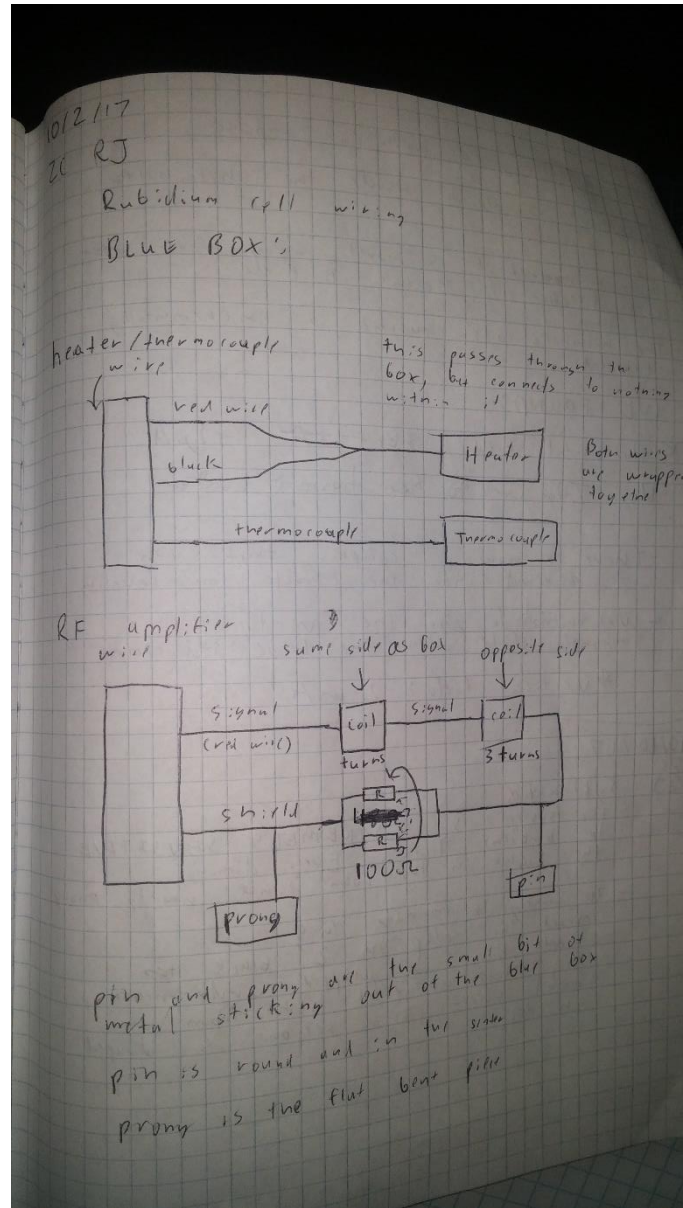 10/2/17
ZC RJ
Rubidium cell wiring
BLUE BOX:
heater/thermocouple
wire
this passes through the
box, but connects to nothing
within it
red wire
black
Heater
Both wires
are wrapped
together
thermocouple
Thermocouple
RF amplifier
wire
same side as box
opposite side
signal
(red wire)
coil
signal
coil
turns
3 turns
shield
R
R
100Ω
prong
pin
pin and prong are the small bit of
metal sticking out of the blue box
pin is round and in the
prong is the flat bent piece